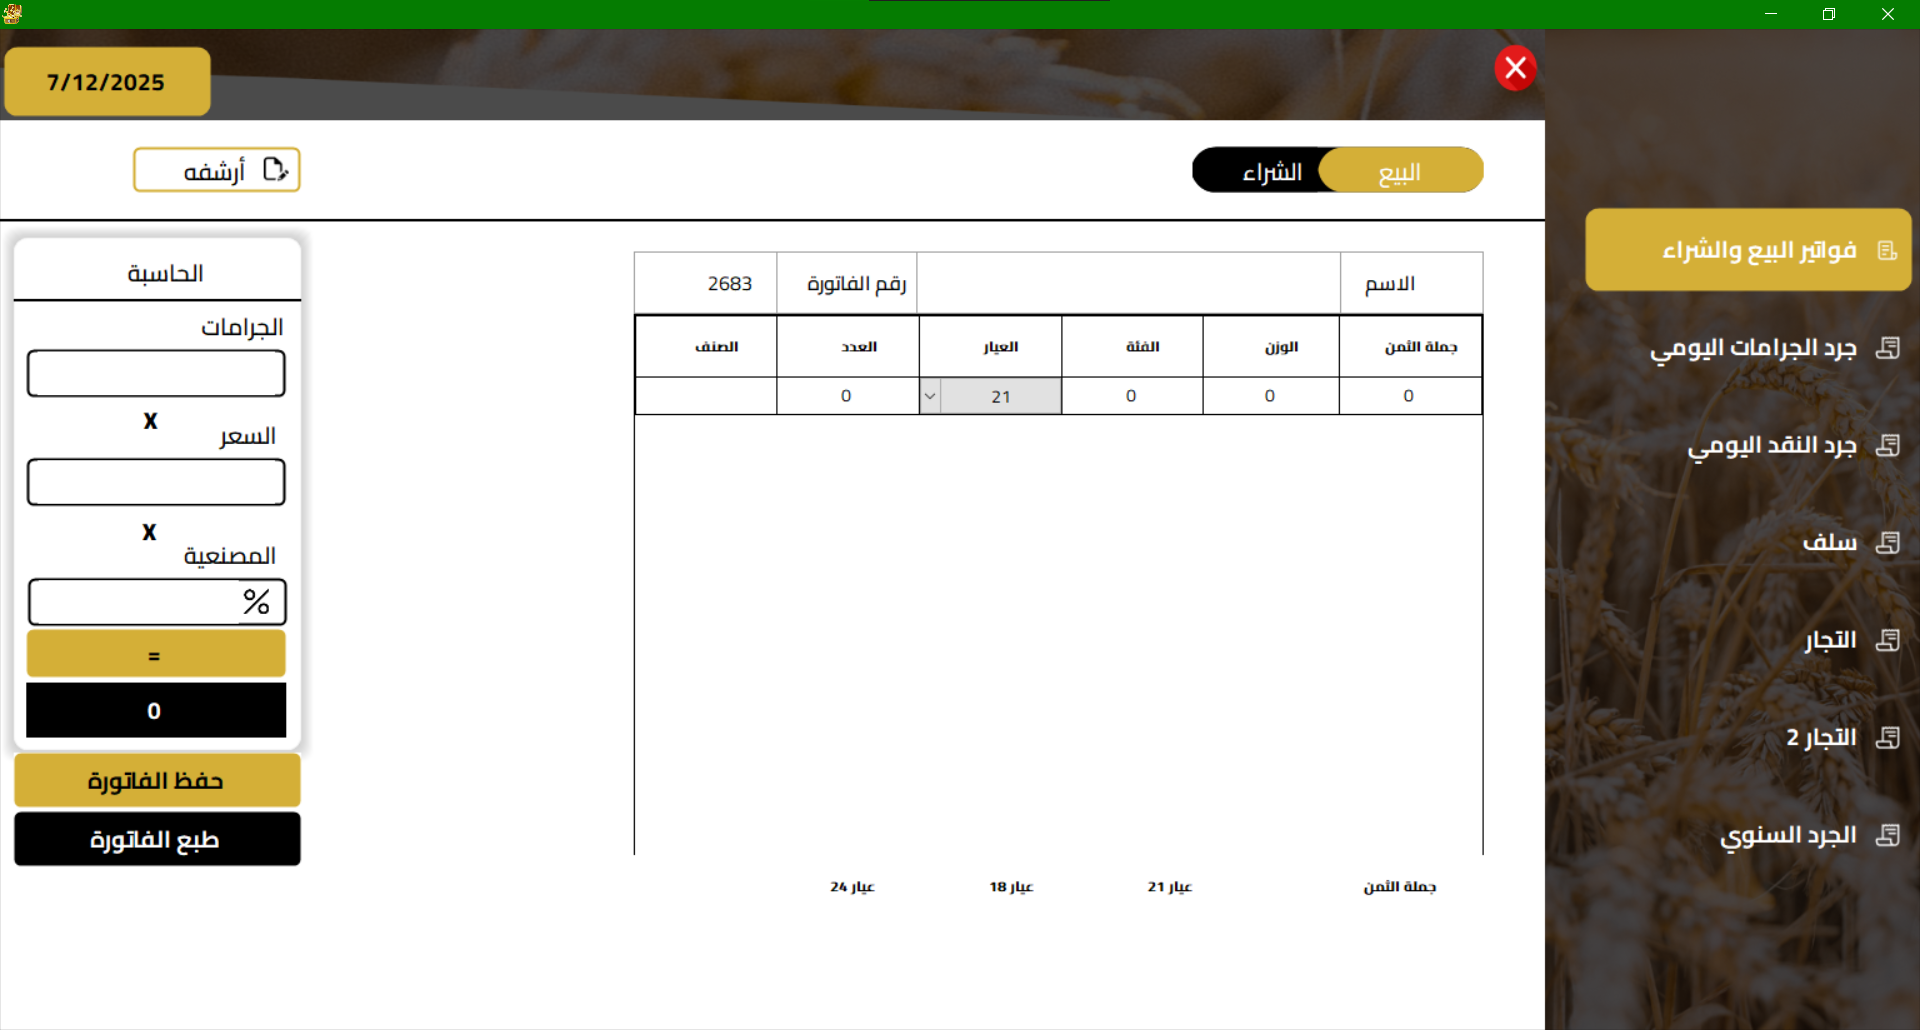 7/12/2025
البيع
الشراء
أرشفه
فواتير البيع والشراء
جرد الجرامات اليومي
جرد النقد اليومي
سلف
التجار
التجار 2
الجرد السنوي
الاسم
رقم الفاتورة 2683
جملة الثمن الوزن الفئة العيار العدد الصنف
0 0 0 21 0
جملة الثمن عيار 21 عيار 18 عيار 24
الحاسبة
الجرامات
X
السعر
X
المصنعية
%
=
0
حفظ الفاتورة
طبع الفاتورة